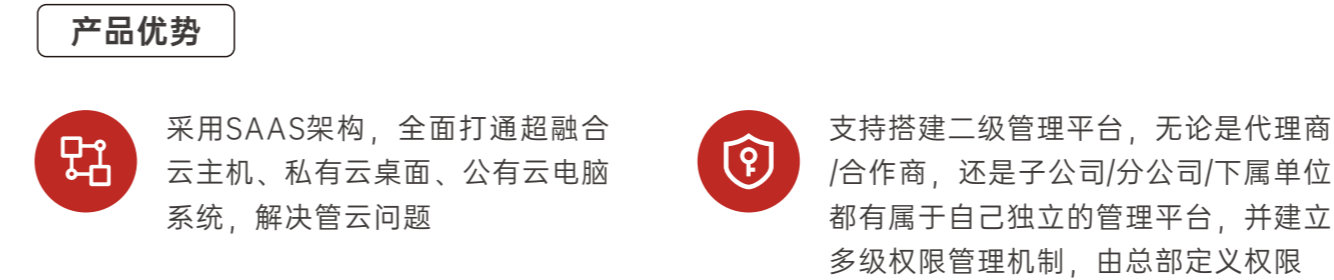 产品优势
采用SAAS架构，全面打通超融合
云主机、私有云桌面、公有云电脑
系统，解决管云问题
支持搭建二级管理平台，无论是代理商
/合作商，还是子公司/分公司/下属单位
都有属于自己独立的管理平台，并建立
多级权限管理机制，由总部定义权限